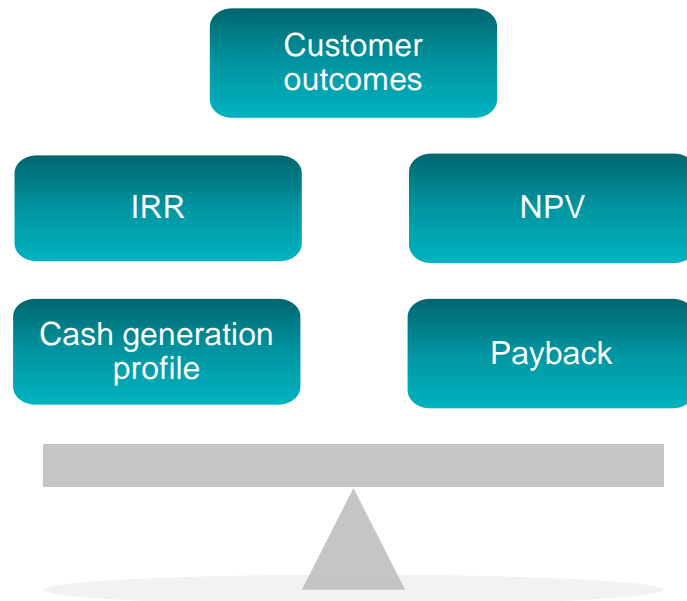 Customer
outcomes
IRR
NPV
Cash generation
profile
Payback